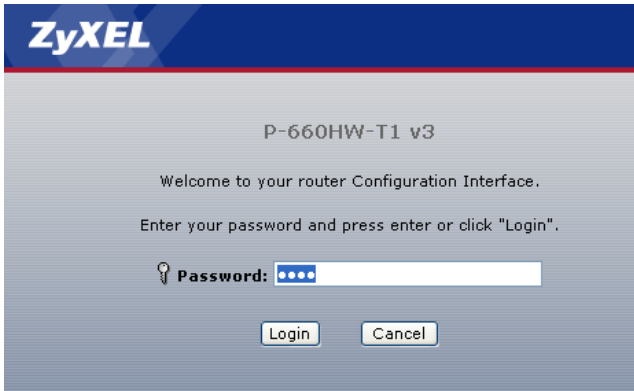 ZyXEL
P-660HW-T1 v3
Welcome to your router Configuration Interface.
Enter your password and press enter or click "Login".
Password: ••••
Login Cancel